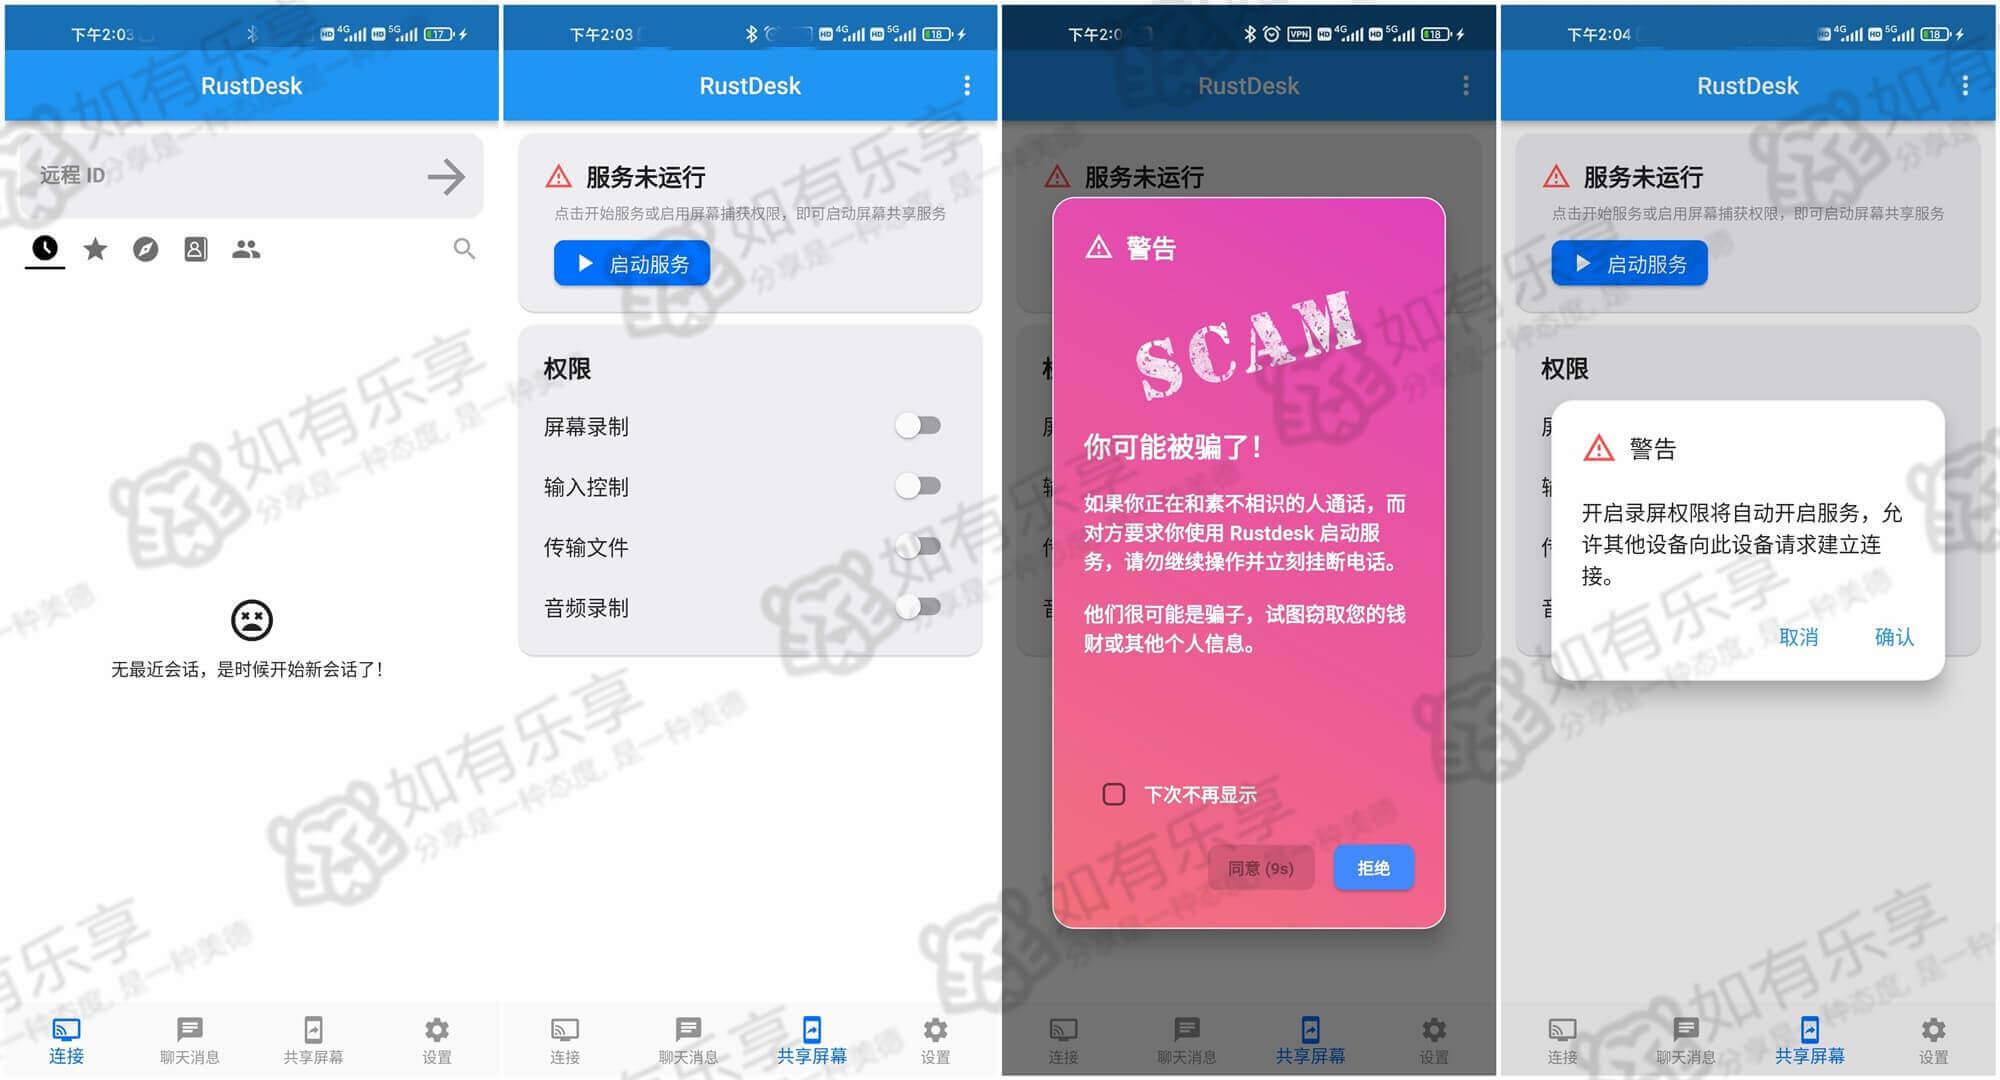 下午2:03
HD 4G HD 5G 17
RustDesk
远程 ID
无最近会话，是时候开始新会话了！
连接
聊天消息
共享屏幕
设置
下午2:03
HD 4G HD 5G 18
RustDesk
服务未运行
点击开始服务或启用屏幕捕获权限，即可启动屏幕共享服务
启动服务
权限
屏幕录制
输入控制
传输文件
音频录制
连接
聊天消息
共享屏幕
设置
下午2:0
VPN HD 4G HD 5G 18
RustDesk
服务未运行
警告
SCAM
你可能被骗了！
如果你正在和素不相识的人通话，而
对方要求你使用 Rustdesk 启动服
务，请勿继续操作并立刻挂断电话。
他们很可能是骗子，试图窃取您的钱
财或其他个人信息。
下次不再显示
同意 (9s)
拒绝
连接
聊天消息
共享屏幕
设置
下午2:04
HD 4G HD 5G 18
RustDesk
服务未运行
点击开始服务或启用屏幕捕获权限，即可启动屏幕共享服务
启动服务
权限
警告
开启录屏权限将自动开启服务，允
许其他设备向此设备请求建立连
接。
取消
确认
连接
聊天消息
共享屏幕
设置
如有乐享
分享是一种态度，是一种美德